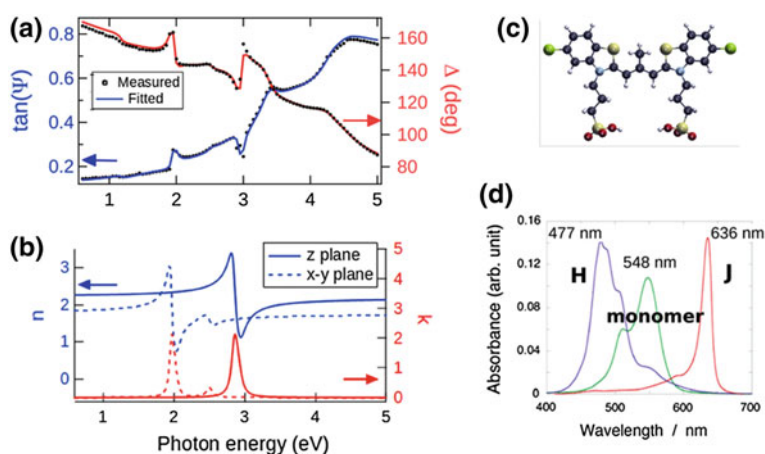 (a)
0.8
0.6
0.4
0.2
tan(Ψ)
Measured
Fitted
160
140
120
100
80
Δ (deg)
1 2 3 4 5
(b)
3
2
1
0
n
z plane
x-y plane
5
4
3
2
1
0
k
1 2 3 4 5
Photon energy (eV)
(c)
(d)
0.16
0.12
0.08
0.04
0
Absorbance (arb. unit)
477 nm
636 nm
548 nm
H
J
monomer
400 500 600 700
Wavelength / nm